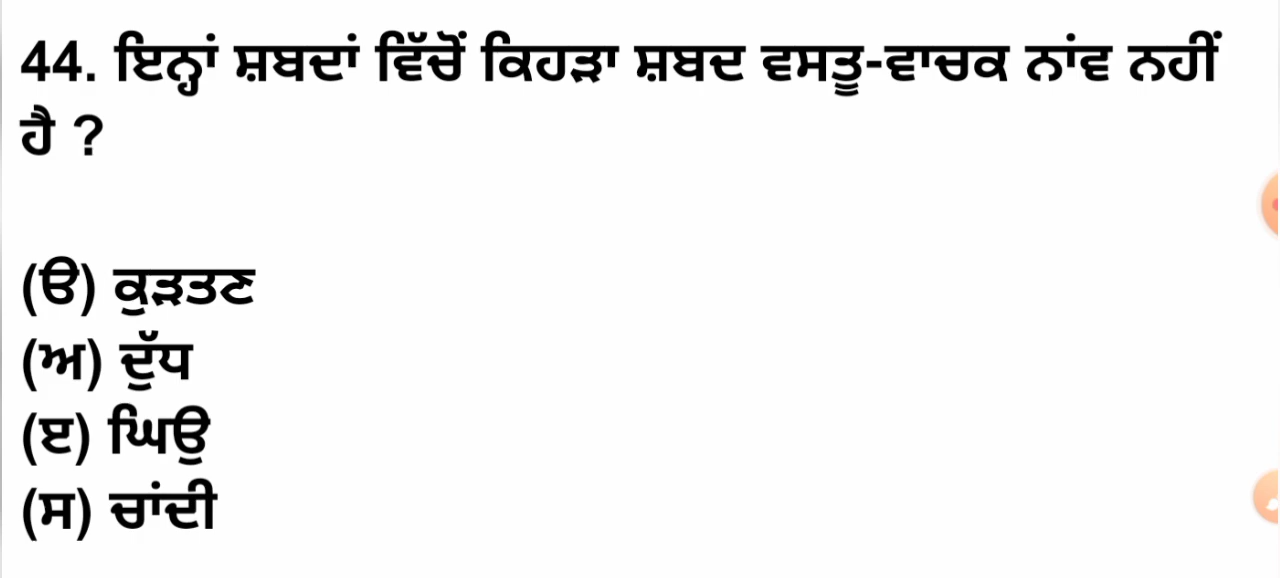 44. ਇਨ੍ਹਾਂ ਸ਼ਬਦਾਂ ਵਿੱਚੋਂ ਕਿਹੜਾ ਸ਼ਬਦ ਵਸਤੂ-ਵਾਚਕ ਨਾਂਵ ਨਹੀਂ
ਹੈ ?
(ੳ) ਕੁੜਤਣ
(ਅ) ਦੁੱਧ
(ੲ) ਘਿਉ
(ਸ) ਚਾਂਦੀ